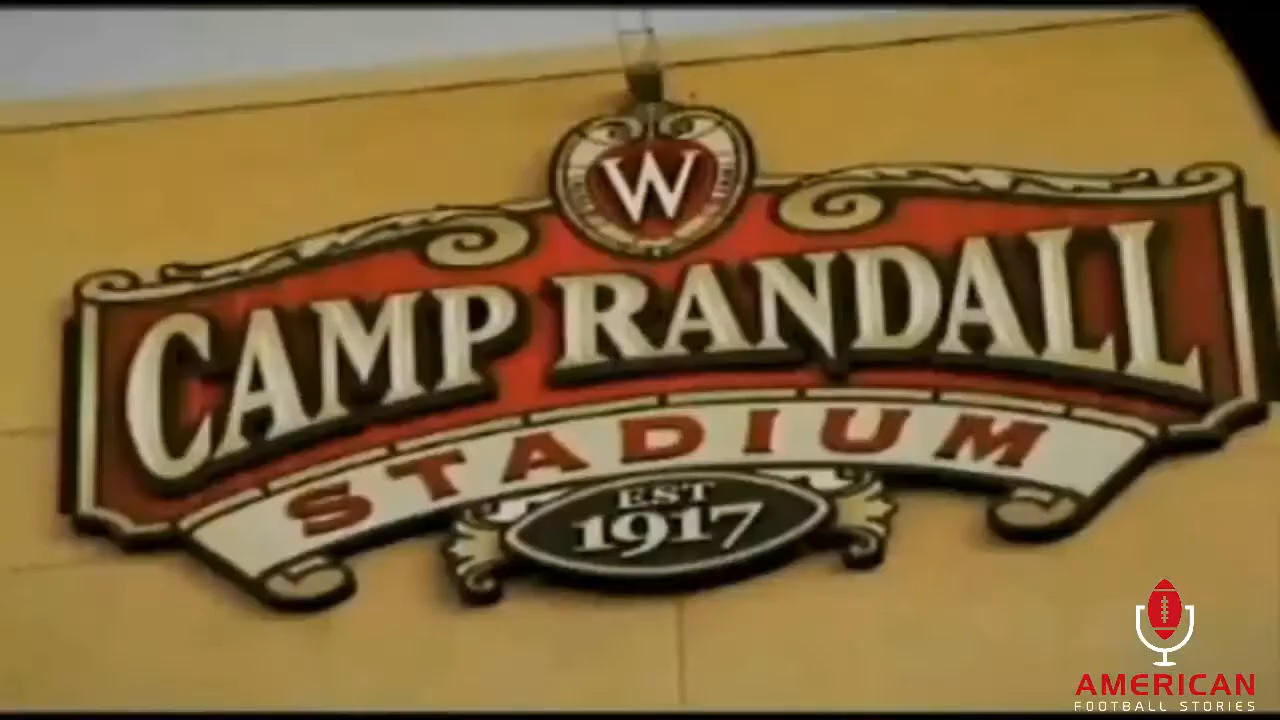 W
CAMP RANDALL
STADIUM
EST
1917
AMERICAN
FOOTBALL STORIES